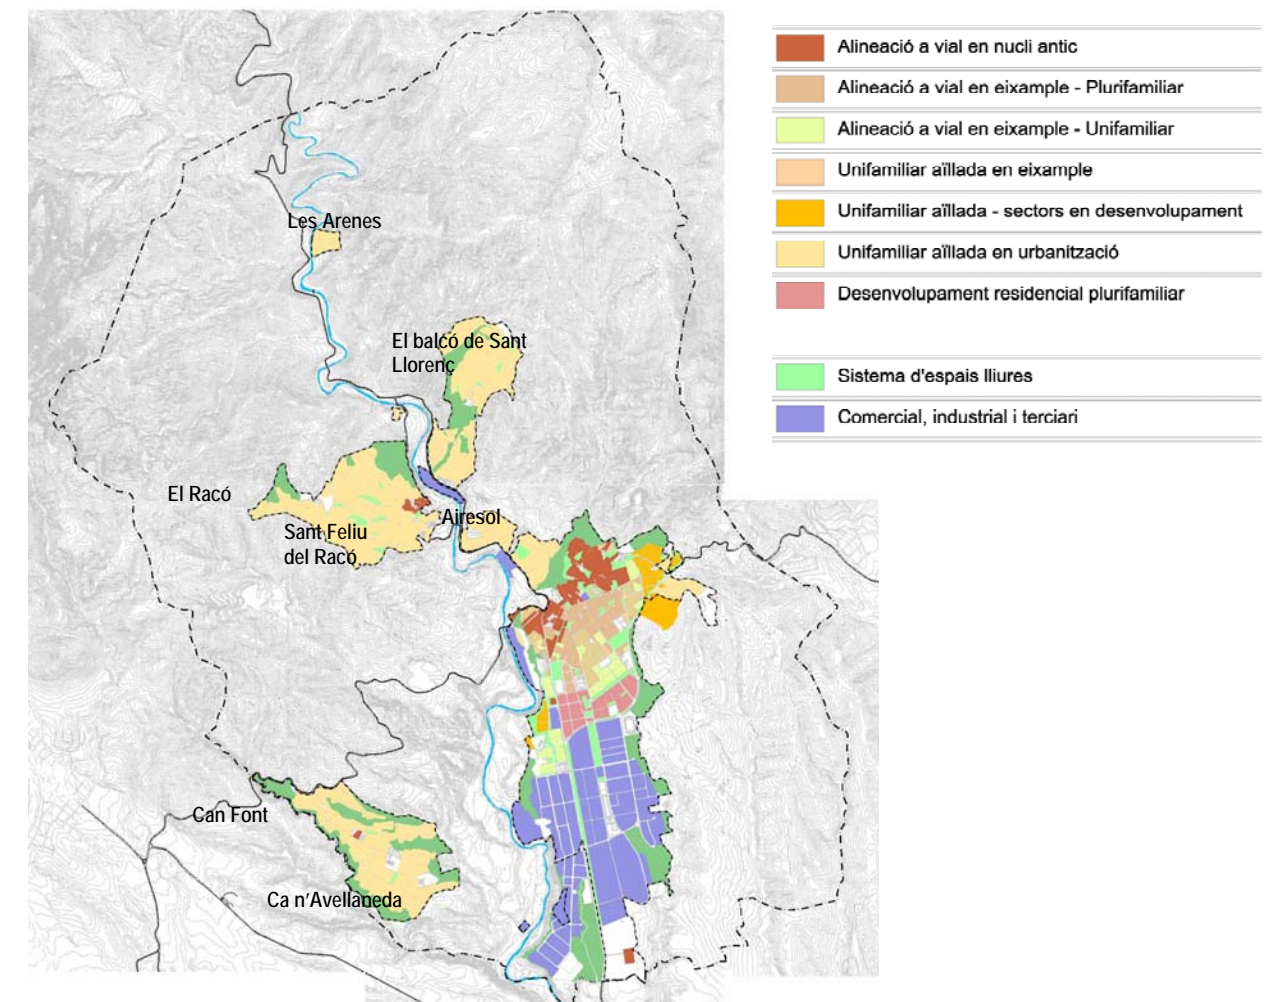 Alineació a vial en nucli antic
Alineació a vial en eixample - Plurifamiliar
Alineació a vial en eixample - Unifamiliar
Unifamiliar aïllada en eixample
Unifamiliar aïllada - sectors en desenvolupament
Unifamiliar aïllada en urbanització
Desenvolupament residencial plurifamiliar
Sistema d'espais lliures
Comercial, industrial i terciari
Les Arenes
El balcó de Sant
Llorenç
El Racó
Airesol
Sant Feliu
del Racó
Can Font
Ca n'Avellaneda